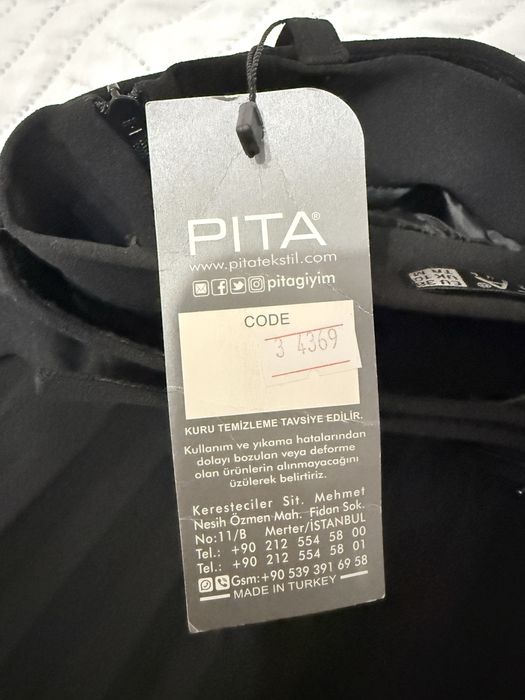 PITA®
www.pitatekstil.com
pitagiyim
CODE
3 4369
KURU TEMİZLEME TAVSİYE EDİLİR.
Kullanım ve yıkama hatalarından
dolayı bozulan veya deforme
olan ürünlerin alınmayacağını
üzülerek belirtiriz.
Keresteciler Sit. Mehmet
Nesih Özmen Mah. Fidan Sok.
No:11/B Merter/İSTANBUL
Tel.: +90 212 554 58 00
Tel.: +90 212 554 58 01
Gsm:+90 539 391 69 58
MADE IN TURKEY